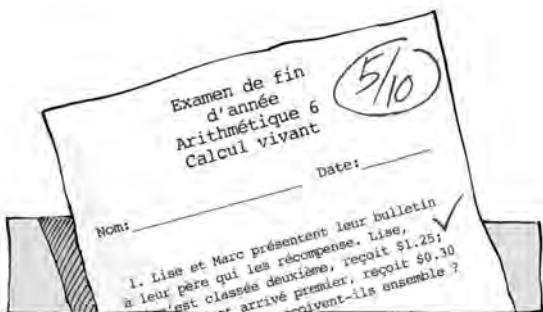 Examen de fin
d'année
Arithmétique 6
Calcul vivant
5/10
Nom:
Date:
1. Lise et Marc présentent leur bulletin
à leur père qui les récompense. Lise,
est classée deuxième, reçoit $1.25;
arrivé premier, reçoit $0.30
-ils ensemble ?